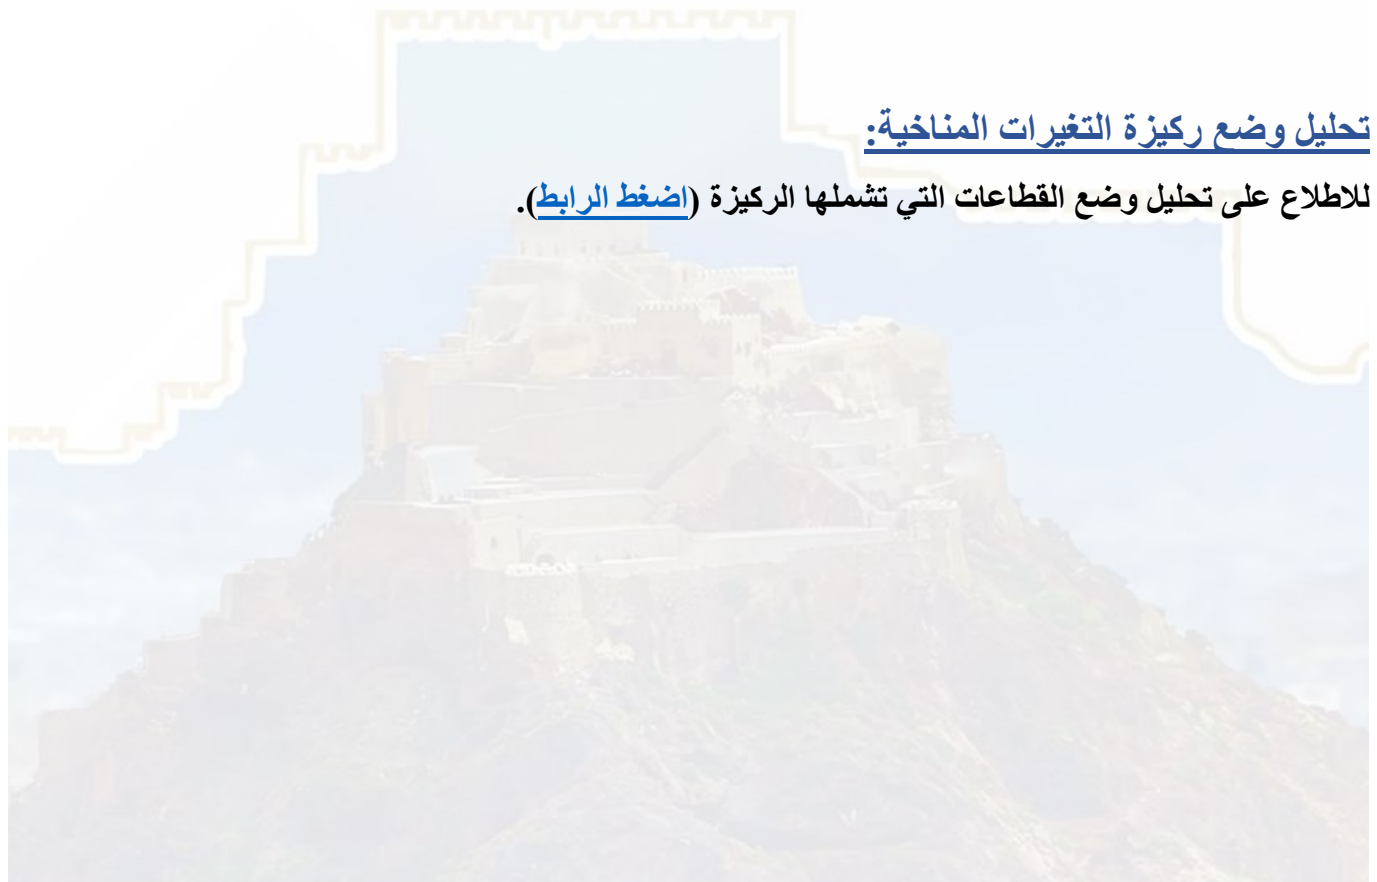 تحليل وضع ركيزة التغيرات المناخية:
للاطلاع على تحليل وضع القطاعات التي تشملها الركيزة (اضغط الرابط).